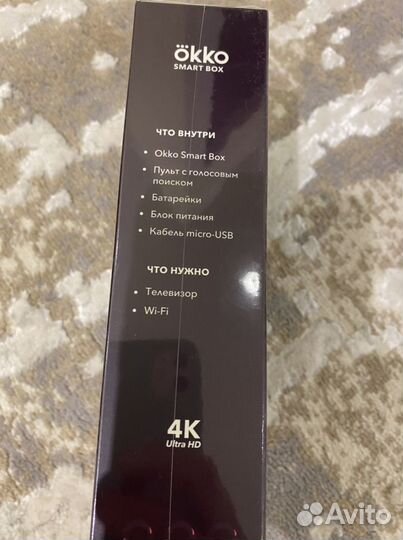 ökko
SMART BOX
ЧТО ВНУТРИ
• Okko Smart Box
• Пульт с голосовым
поиском
• Батарейки
• Блок питания
• Кабель micro-USB
ЧТО НУЖНО
• Телевизор
• Wi-Fi
4K
Ultra HD
Avito